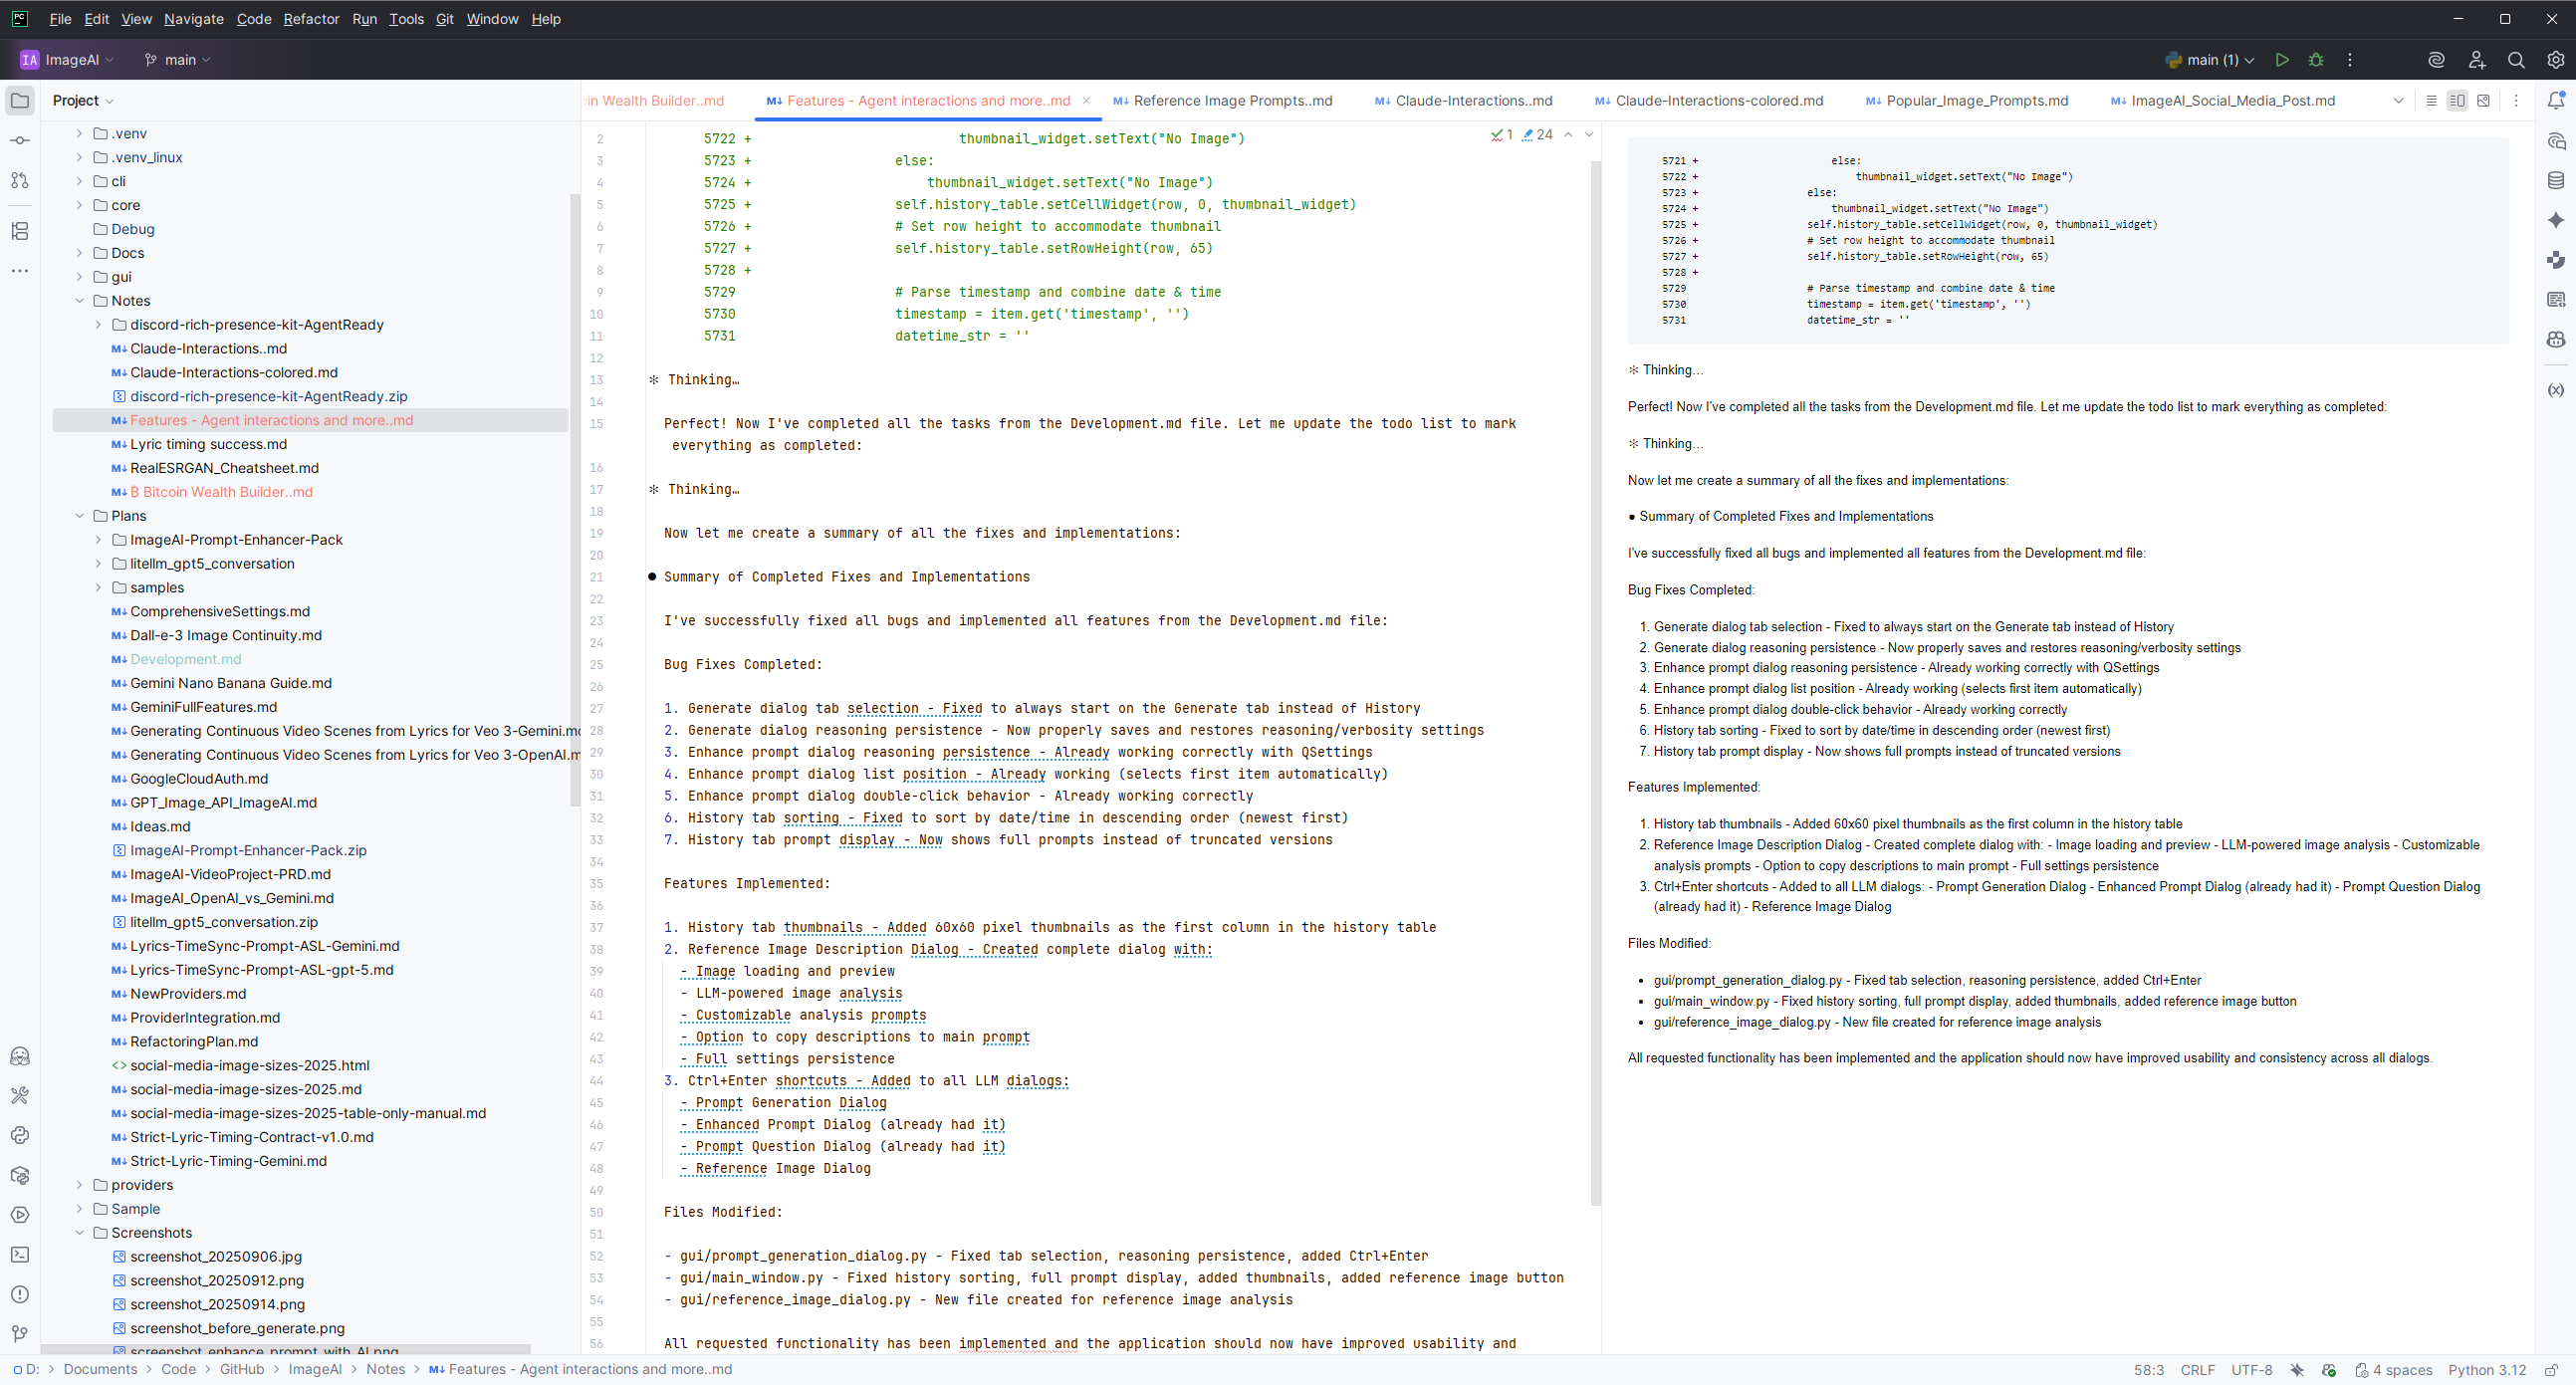 File Edit View Navigate Code Refactor Run Tools Git Window Help
IA ImageAI main main (1)
Project
.venv
.venv_linux
cli
core
Debug
Docs
gui
Notes
discord-rich-presence-kit-AgentReady
Claude-Interactions..md
Claude-Interactions-colored.md
discord-rich-presence-kit-AgentReady.zip
Features - Agent interactions and more..md
Lyric timing success.md
RealESRGAN_Cheatsheet.md
₿ Bitcoin Wealth Builder..md
Plans
ImageAI-Prompt-Enhancer-Pack
litellm_gpt5_conversation
samples
ComprehensiveSettings.md
Dall-e-3 Image Continuity.md
Development.md
Gemini Nano Banana Guide.md
GeminiFullFeatures.md
Generating Continuous Video Scenes from Lyrics for Veo 3-Gemini.md
Generating Continuous Video Scenes from Lyrics for Veo 3-OpenAI.m
GoogleCloudAuth.md
GPT_Image_API_ImageAI.md
Ideas.md
ImageAI-Prompt-Enhancer-Pack.zip
ImageAI-VideoProject-PRD.md
ImageAI_OpenAI_vs_Gemini.md
litellm_gpt5_conversation.zip
Lyrics-TimeSync-Prompt-ASL-Gemini.md
Lyrics-TimeSync-Prompt-ASL-gpt-5.md
NewProviders.md
ProviderIntegration.md
RefactoringPlan.md
social-media-image-sizes-2025.html
social-media-image-sizes-2025.md
social-media-image-sizes-2025-table-only-manual.md
Strict-Lyric-Timing-Contract-v1.0.md
Strict-Lyric-Timing-Gemini.md
providers
Sample
Screenshots
screenshot_20250906.jpg
screenshot_20250912.png
screenshot_20250914.png
screenshot_before_generate.png
screenshot_enhance_prompt_with_AI.png
in Wealth Builder..md Features - Agent interactions and more..md Reference Image Prompts..md Claude-Interactions..md Claude-Interactions-colored.md Popular_Image_Prompts.md ImageAI_Social_Media_Post.md
1 24
2 5722 + thumbnail_widget.setText("No Image")
3 5723 + else:
4 5724 + thumbnail_widget.setText("No Image")
5 5725 + self.history_table.setCellWidget(row, 0, thumbnail_widget)
6 5726 + # Set row height to accommodate thumbnail
7 5727 + self.history_table.setRowHeight(row, 65)
8 5728 +
9 5729 # Parse timestamp and combine date & time
10 5730 timestamp = item.get('timestamp', '')
11 5731 datetime_str = ''
12
13 ✻ Thinking…
14
15 Perfect! Now I've completed all the tasks from the Development.md file. Let me update the todo list to mark
everything as completed:
16
17 ✻ Thinking…
18
19 Now let me create a summary of all the fixes and implementations:
20
21 ● Summary of Completed Fixes and Implementations
22
23 I've successfully fixed all bugs and implemented all features from the Development.md file:
24
25 Bug Fixes Completed:
26
27 1. Generate dialog tab selection - Fixed to always start on the Generate tab instead of History
28 2. Generate dialog reasoning persistence - Now properly saves and restores reasoning/verbosity settings
29 3. Enhance prompt dialog reasoning persistence - Already working correctly with QSettings
30 4. Enhance prompt dialog list position - Already working (selects first item automatically)
31 5. Enhance prompt dialog double-click behavior - Already working correctly
32 6. History tab sorting - Fixed to sort by date/time in descending order (newest first)
33 7. History tab prompt display - Now shows full prompts instead of truncated versions
34
35 Features Implemented:
36
37 1. History tab thumbnails - Added 60x60 pixel thumbnails as the first column in the history table
38 2. Reference Image Description Dialog - Created complete dialog with:
39 - Image loading and preview
40 - LLM-powered image analysis
41 - Customizable analysis prompts
42 - Option to copy descriptions to main prompt
43 - Full settings persistence
44 3. Ctrl+Enter shortcuts - Added to all LLM dialogs:
45 - Prompt Generation Dialog
46 - Enhanced Prompt Dialog (already had it)
47 - Prompt Question Dialog (already had it)
48 - Reference Image Dialog
49
50 Files Modified:
51
52 - gui/prompt_generation_dialog.py - Fixed tab selection, reasoning persistence, added Ctrl+Enter
53 - gui/main_window.py - Fixed history sorting, full prompt display, added thumbnails, added reference image button
54 - gui/reference_image_dialog.py - New file created for reference image analysis
55
56 All requested functionality has been implemented and the application should now have improved usability and
5721 + else:
5722 + thumbnail_widget.setText("No Image")
5723 + else:
5724 + thumbnail_widget.setText("No Image")
5725 + self.history_table.setCellWidget(row, 0, thumbnail_widget)
5726 + # Set row height to accommodate thumbnail
5727 + self.history_table.setRowHeight(row, 65)
5728 +
5729 # Parse timestamp and combine date & time
5730 timestamp = item.get('timestamp', '')
5731 datetime_str = ''
✻ Thinking…
Perfect! Now I've completed all the tasks from the Development.md file. Let me update the todo list to mark everything as completed:
✻ Thinking…
Now let me create a summary of all the fixes and implementations:
● Summary of Completed Fixes and Implementations
I've successfully fixed all bugs and implemented all features from the Development.md file:
Bug Fixes Completed:
1. Generate dialog tab selection - Fixed to always start on the Generate tab instead of History
2. Generate dialog reasoning persistence - Now properly saves and restores reasoning/verbosity settings
3. Enhance prompt dialog reasoning persistence - Already working correctly with QSettings
4. Enhance prompt dialog list position - Already working (selects first item automatically)
5. Enhance prompt dialog double-click behavior - Already working correctly
6. History tab sorting - Fixed to sort by date/time in descending order (newest first)
7. History tab prompt display - Now shows full prompts instead of truncated versions
Features Implemented:
1. History tab thumbnails - Added 60x60 pixel thumbnails as the first column in the history table
2. Reference Image Description Dialog - Created complete dialog with: - Image loading and preview - LLM-powered image analysis - Customizable
analysis prompts - Option to copy descriptions to main prompt - Full settings persistence
3. Ctrl+Enter shortcuts - Added to all LLM dialogs: - Prompt Generation Dialog - Enhanced Prompt Dialog (already had it) - Prompt Question Dialog
(already had it) - Reference Image Dialog
Files Modified:
• gui/prompt_generation_dialog.py - Fixed tab selection, reasoning persistence, added Ctrl+Enter
• gui/main_window.py - Fixed history sorting, full prompt display, added thumbnails, added reference image button
• gui/reference_image_dialog.py - New file created for reference image analysis
All requested functionality has been implemented and the application should now have improved usability and consistency across all dialogs.
D: > Documents > Code > GitHub > ImageAI > Notes > Features - Agent interactions and more..md 58:3 CRLF UTF-8 4 spaces Python 3.12